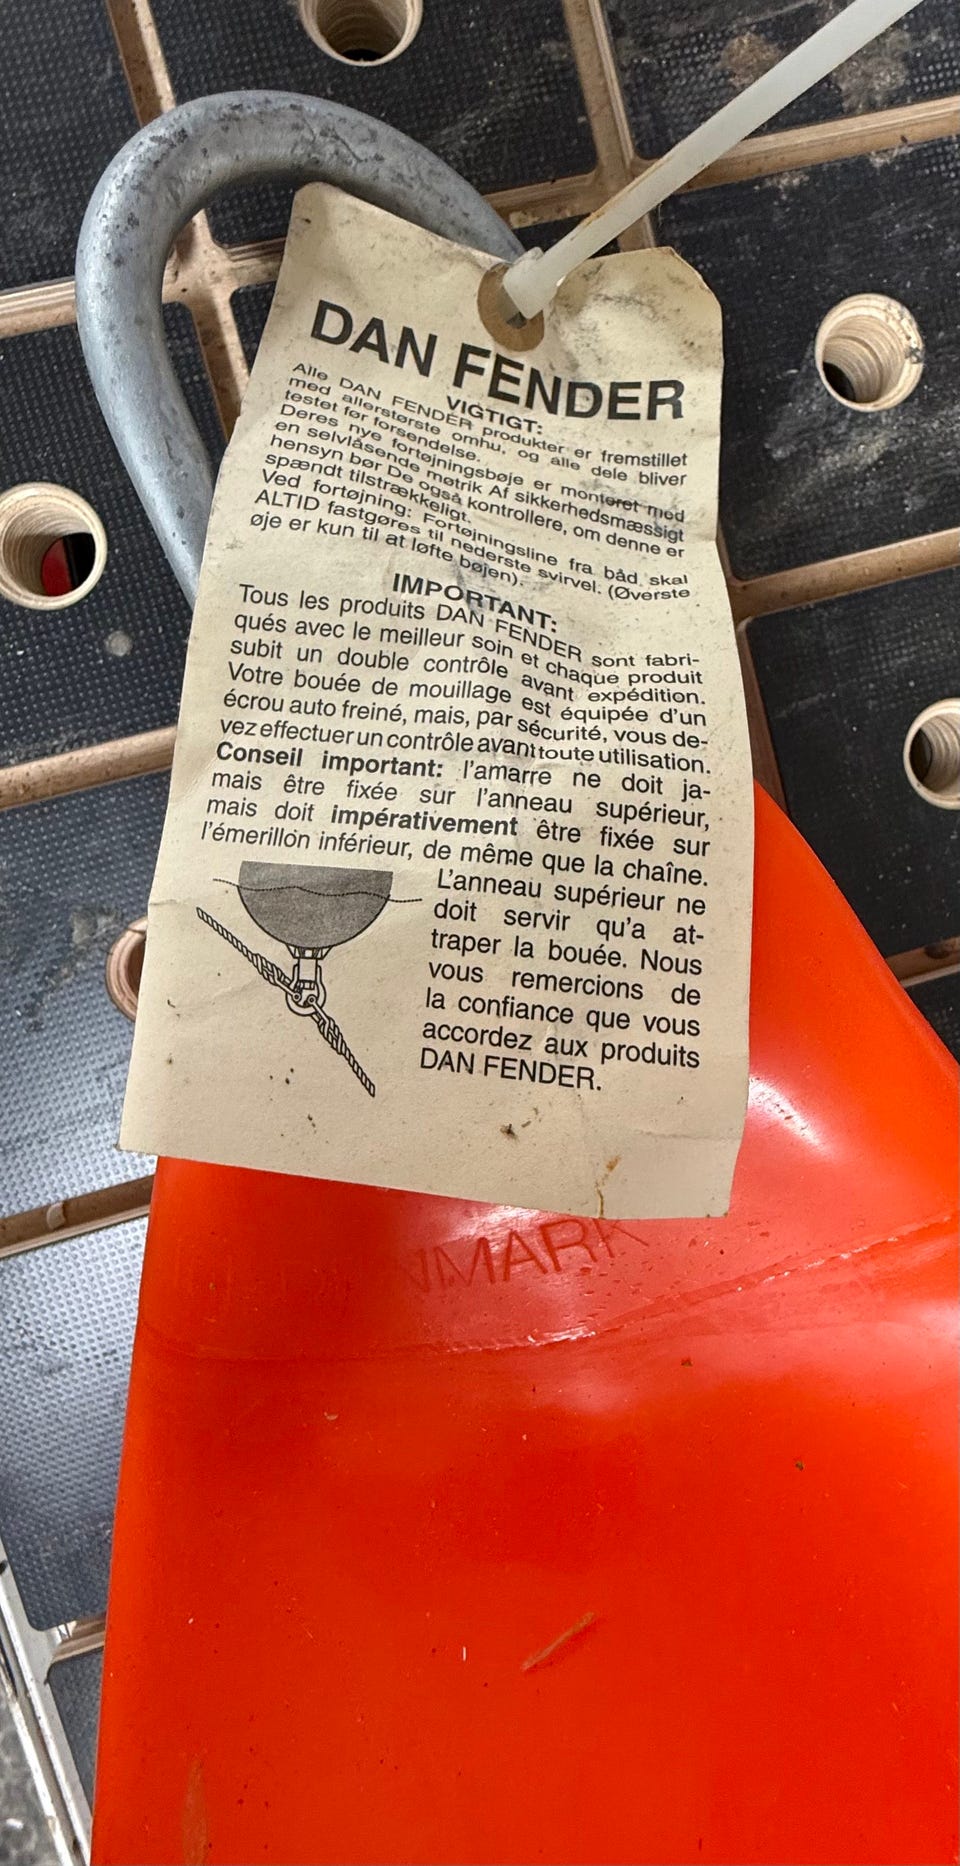 DAN FENDER
VIGTIGT:
Alle DAN FENDER produkter er fremstillet
med allerstørste omhu, og alle dele bliver
testet før forsendelse.
Deres nye fortøjningsbøje er monteret med
en selvlåsende møtrik Af sikkerhedsmæssigt
hensyn bør De også kontrollere, om denne er
spændt tilstrækkeligt.
Ved fortøjning: Fortøjningsline fra båd, skal
ALTID fastgøres til nederste svirvel. (Øverste
øje er kun til at løfte bøjen).
IMPORTANT:
Tous les produits DAN FENDER sont fabri-
qués avec le meilleur soin et chaque produit
subit un double contrôle avant expédition.
Votre bouée de mouillage est équipée d'un
écrou auto freiné, mais, par sécurité, vous de-
vez effectuer un contrôle avant toute utilisation.
Conseil important: l'amarre ne doit ja-
mais être fixée sur l'anneau supérieur,
mais doit impérativement être fixée sur
l'émerillon inférieur, de même que la chaîne.
L'anneau supérieur ne
doit servir qu'a at-
traper la bouée. Nous
vous remercions de
la confiance que vous
accordez aux produits
DAN FENDER.
NMARK